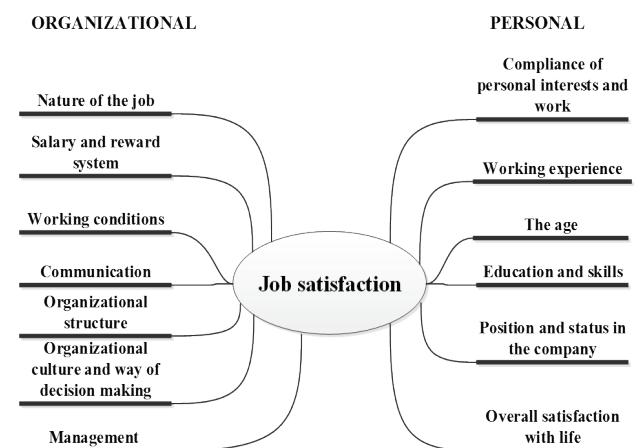 ORGANIZATIONAL
Nature of the job
Salary and reward
system
Working conditions
Communication
Organizational
structure
Organizational
culture and way of
decision making
Management
Job satisfaction
PERSONAL
Compliance of
personal interests and
work
Working experience
The age
Education and skills
Position and status in
the company
Overall satisfaction
with life